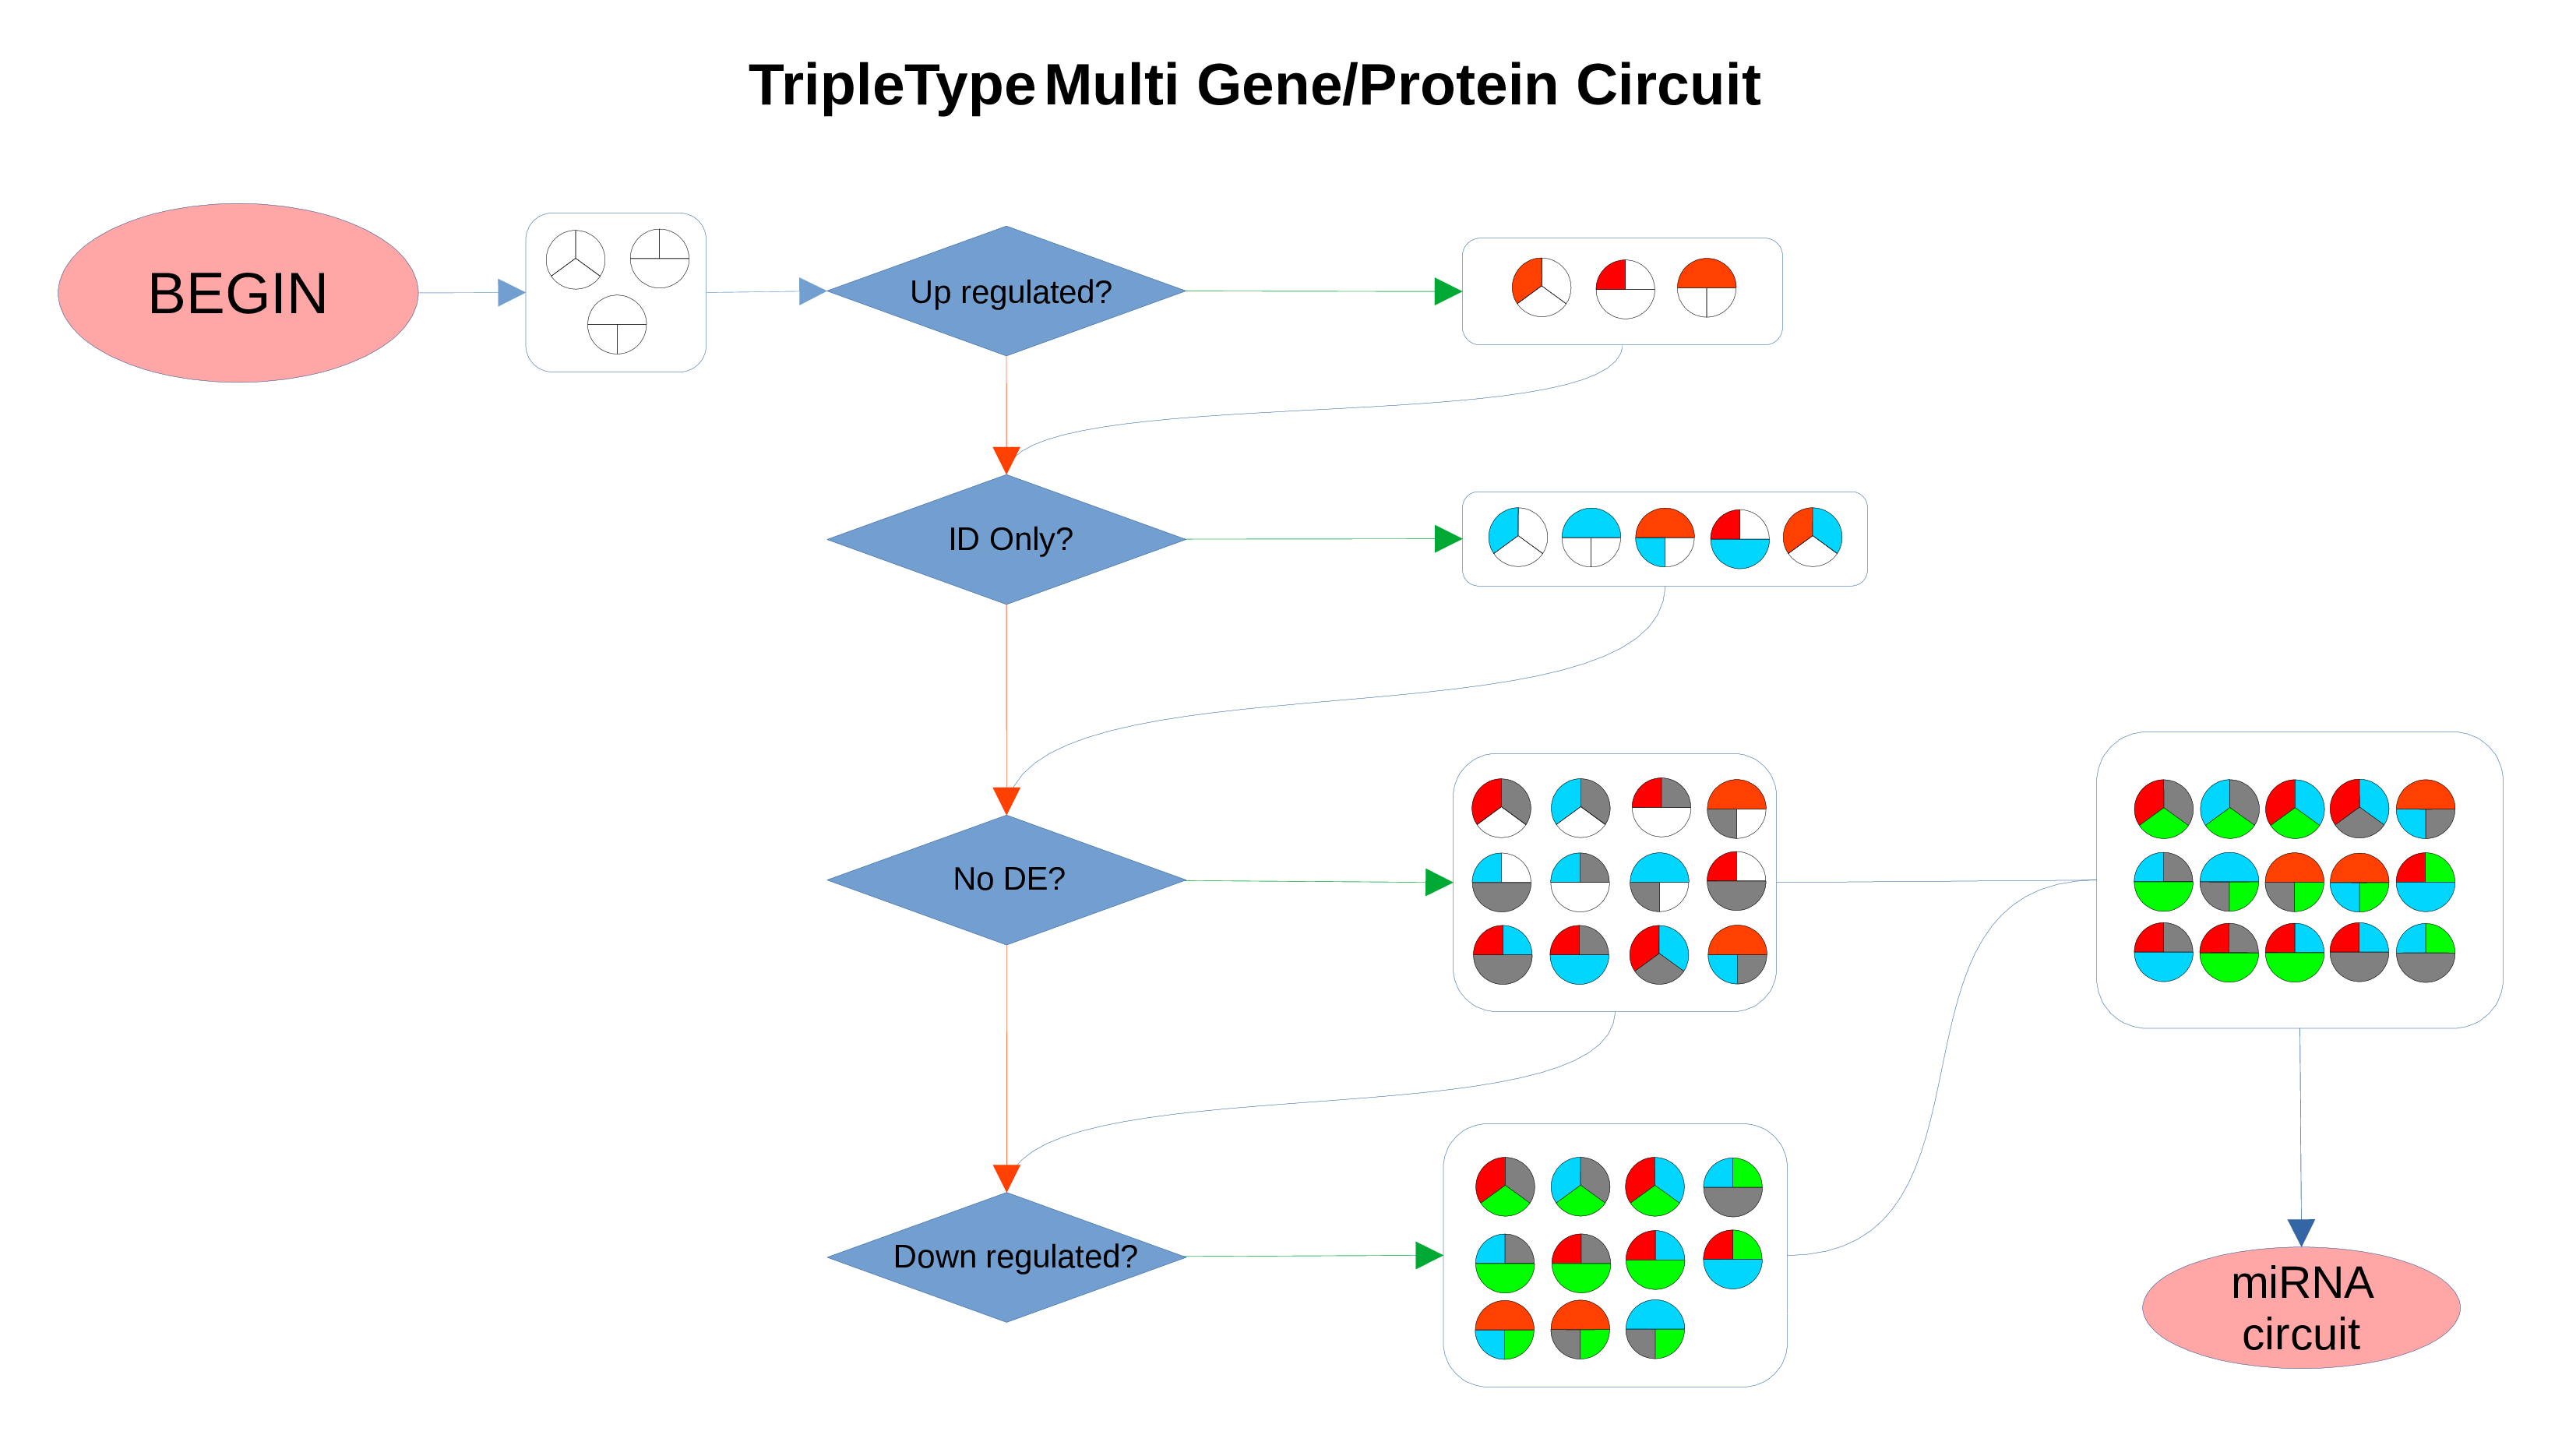 TripleType Multi Gene/Protein Circuit
BEGIN
Up regulated?
ID Only?
No DE?
Down regulated?
miRNA
circuit